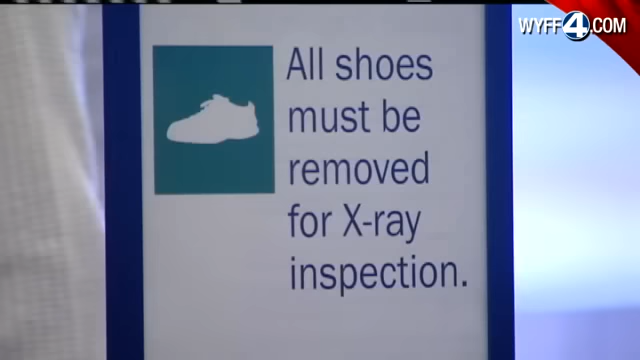 WYFF4.COM
All shoes
must be
removed
for X-ray
inspection.